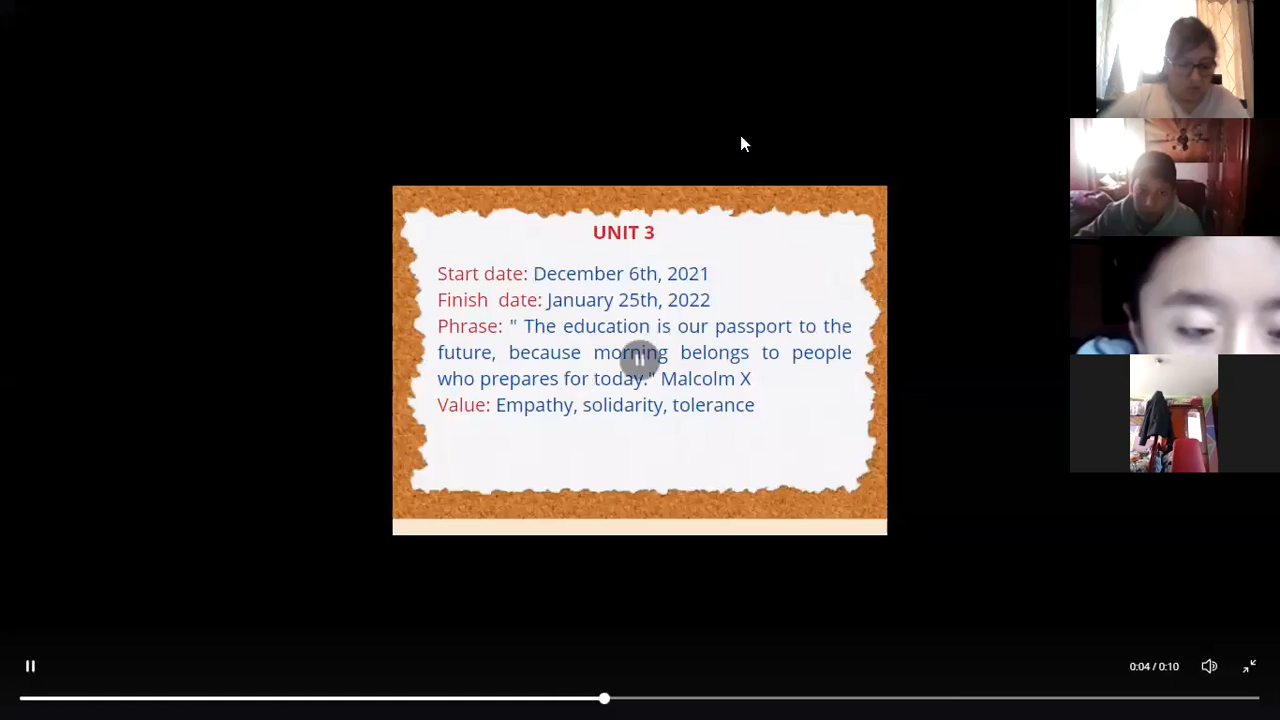 UNIT 3
Start date: December 6th, 2021
Finish date: January 25th, 2022
Phrase: " The education is our passport to the
future, because morning belongs to people
who prepares for today." Malcolm X
Value: Empathy, solidarity, tolerance
0:04 / 0:10